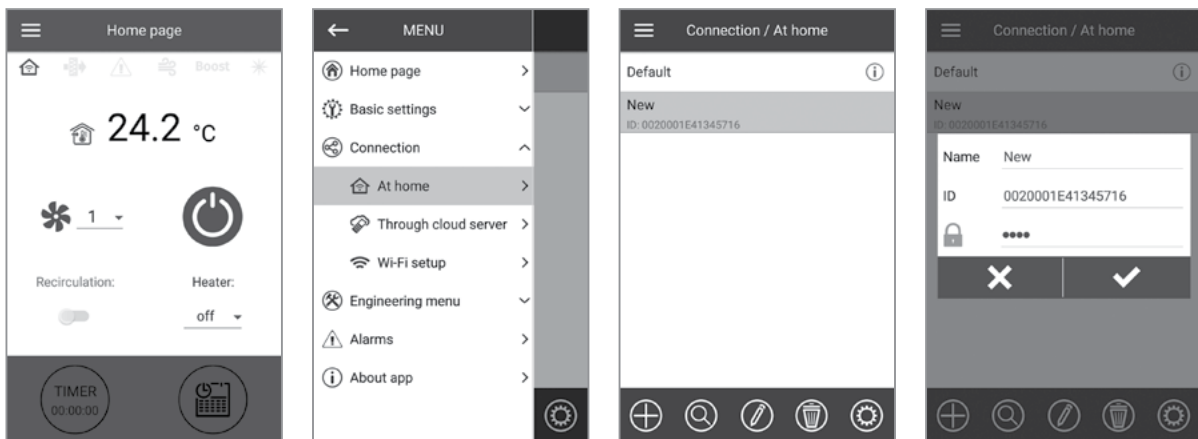 Home page
Boost
24.2 °C
1
Recirculation:
Heater:
off
TIMER
00:00:00
MENU
Home page
Basic settings
Connection
At home
Through cloud server
Wi-Fi setup
Engineering menu
Alarms
About app
Connection / At home
Default
New
ID: 0020001E41345716
Connection / At home
Default
New
ID: 0020001E41345716
Name New
ID 0020001E41345716
••••